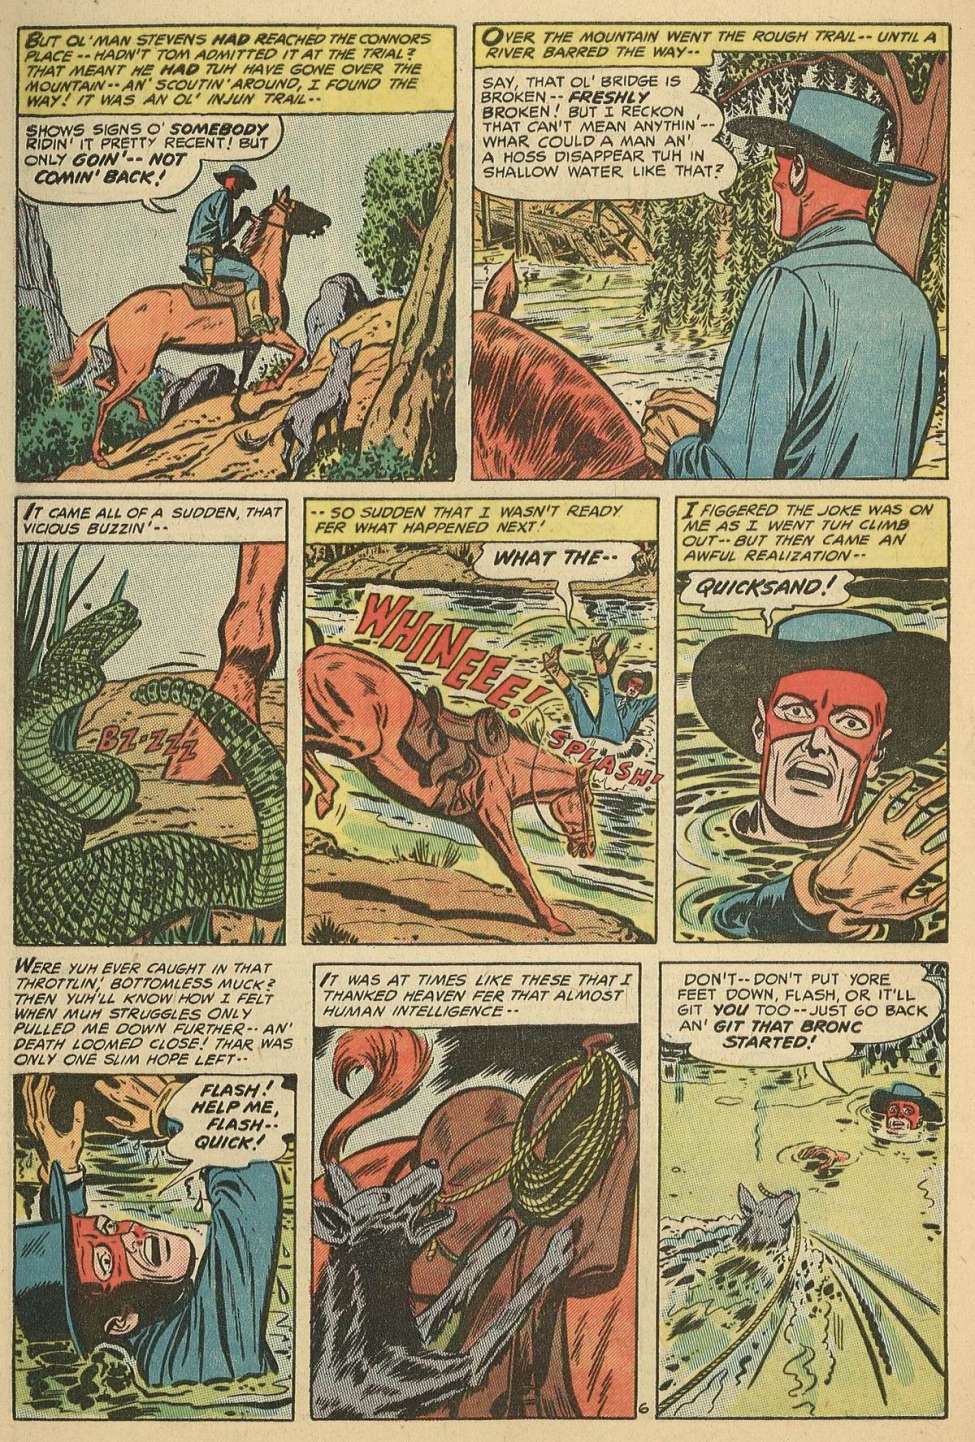 BUT OL' MAN STEVENS HAD REACHED THE CONNORS
PLACE -- HADN'T TOM ADMITTED IT AT THE TRIAL?
THAT MEANT HE HAD TUH HAVE GONE OVER THE
MOUNTAIN -- AN' SCOUTIN' AROUND, I FOUND THE
WAY! IT WAS AN OL' INJUN TRAIL--
SHOWS SIGNS O' SOMEBODY
RIDIN' IT PRETTY RECENT! BUT
ONLY GOIN' -- NOT
COMIN' BACK!
OVER THE MOUNTAIN WENT THE ROUGH TRAIL -- UNTIL A
RIVER BARRED THE WAY --
SAY, THAT OL' BRIDGE IS
BROKEN -- FRESHLY
BROKEN! BUT I RECKON
THAT CAN'T MEAN ANYTHIN'--
WHAR COULD A MAN AN'
A HOSS DISAPPEAR TUH IN
SHALLOW WATER LIKE THAT?
IT CAME ALL OF A SUDDEN, THAT
VICIOUS BUZZIN' --
BZ-ZZZ
-- SO SUDDEN THAT I WASN'T READY
FER WHAT HAPPENED NEXT!
WHAT THE--
WHINEEE!
SPLASH!
I FIGGERED THE JOKE WAS ON
ME AS I WENT TUH CLIMB
OUT -- BUT THEN CAME AN
AWFUL REALIZATION --
QUICKSAND!
WERE YUH EVER CAUGHT IN THAT
THROTTLIN', BOTTOMLESS MUCK?
THEN YUH'LL KNOW HOW I FELT
WHEN MUH STRUGGLES ONLY
PULLED ME DOWN FURTHER -- AN'
DEATH LOOMED CLOSE! THAR WAS
ONLY ONE SLIM HOPE LEFT--
FLASH!
HELP ME,
FLASH--
QUICK!
IT WAS AT TIMES LIKE THESE THAT I
THANKED HEAVEN FER THAT ALMOST
HUMAN INTELLIGENCE --
6
DON'T -- DON'T PUT YORE
FEET DOWN, FLASH, OR IT'LL
GIT YOU TOO -- JUST GO BACK
AN' GIT THAT BRONC
STARTED!